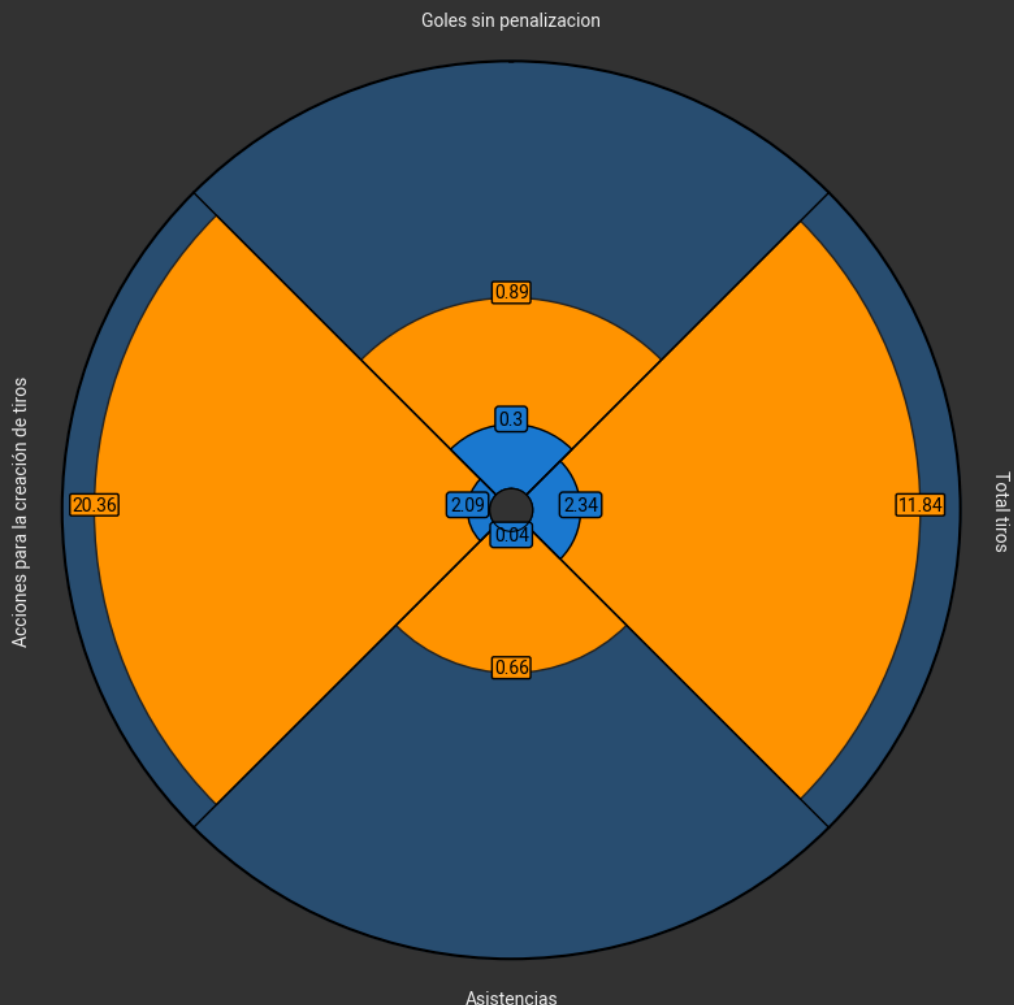 Goles sin penalizacion
0.89
0.3
Acciones para la creación de tiros
20.36
2.09
2.34
11.84
Total tiros
0.04
0.66
Asistencias